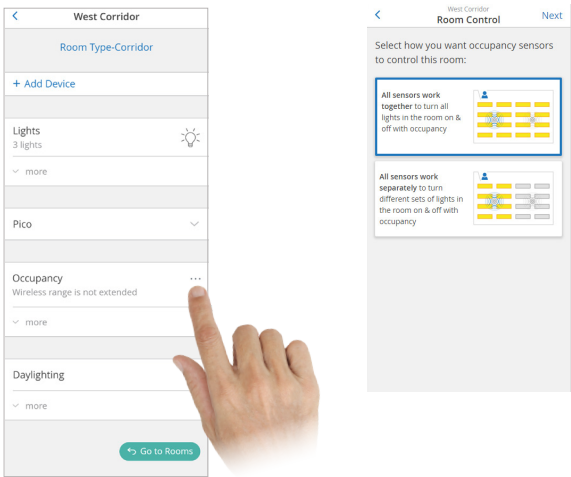 West Corridor
Room Type-Corridor
+ Add Device
Lights
3 lights
more
Pico
Occupancy
Wireless range is not extended
more
Daylighting
more
Go to Rooms
West Corridor
Room Control
Next
Select how you want occupancy sensors
to control this room:
All sensors work
together to turn all
lights in the room on &
off with occupancy
All sensors work
separately to turn
different sets of lights in
the room on & off with
occupancy